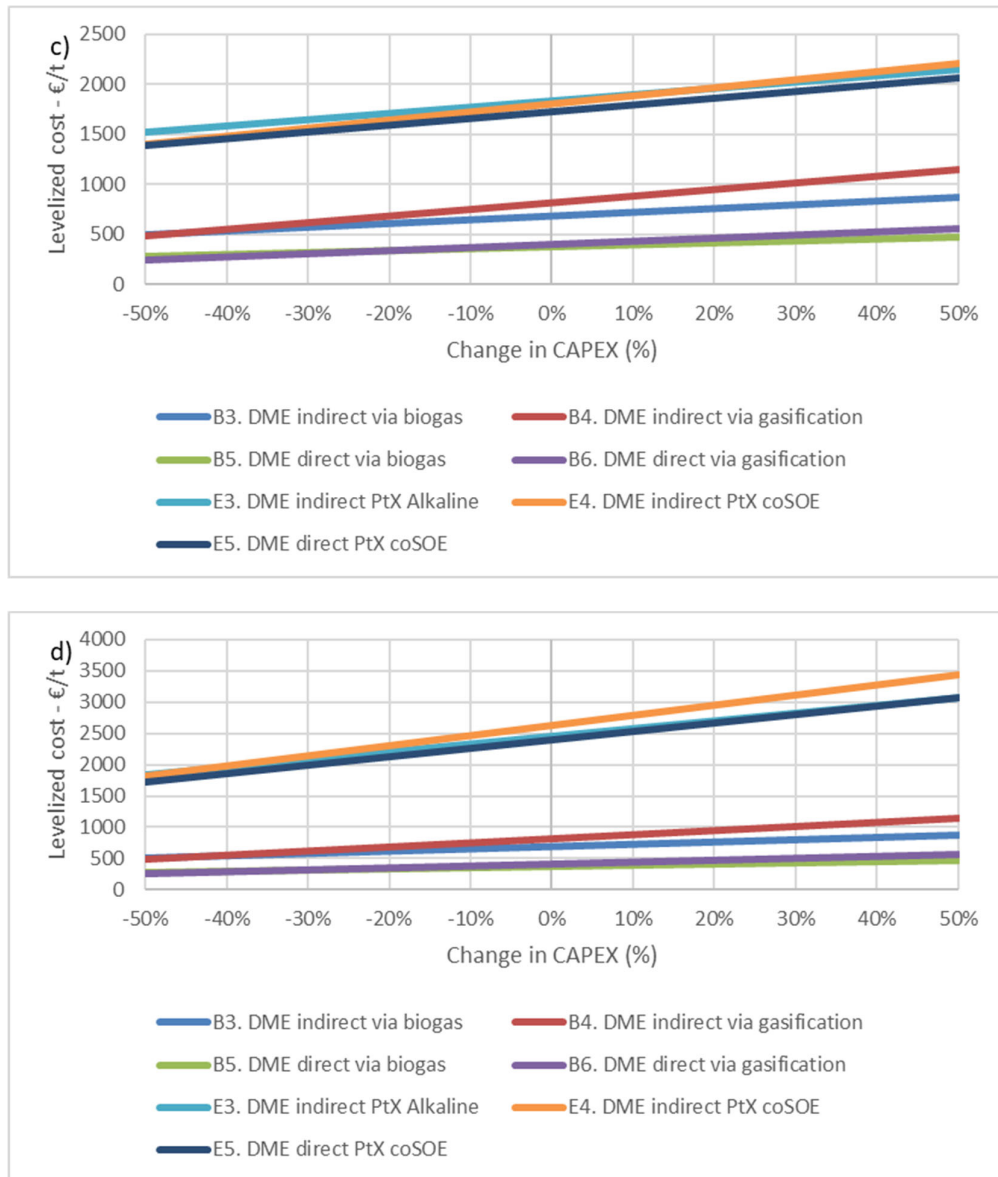 c)
2500
2000
1500
1000
500
0
Levelized cost - €/t
-50% -40% -30% -20% -10% 0% 10% 20% 30% 40% 50%
Change in CAPEX (%)
B3. DME indirect via biogas B4. DME indirect via gasification
B5. DME direct via biogas B6. DME direct via gasification
E3. DME indirect PtX Alkaline E4. DME indirect PtX coSOE
E5. DME direct PtX coSOE
d)
4000
3500
3000
2500
2000
1500
1000
500
0
Levelized cost - €/t
-50% -40% -30% -20% -10% 0% 10% 20% 30% 40% 50%
Change in CAPEX (%)
B3. DME indirect via biogas B4. DME indirect via gasification
B5. DME direct via biogas B6. DME direct via gasification
E3. DME indirect PtX Alkaline E4. DME indirect PtX coSOE
E5. DME direct PtX coSOE